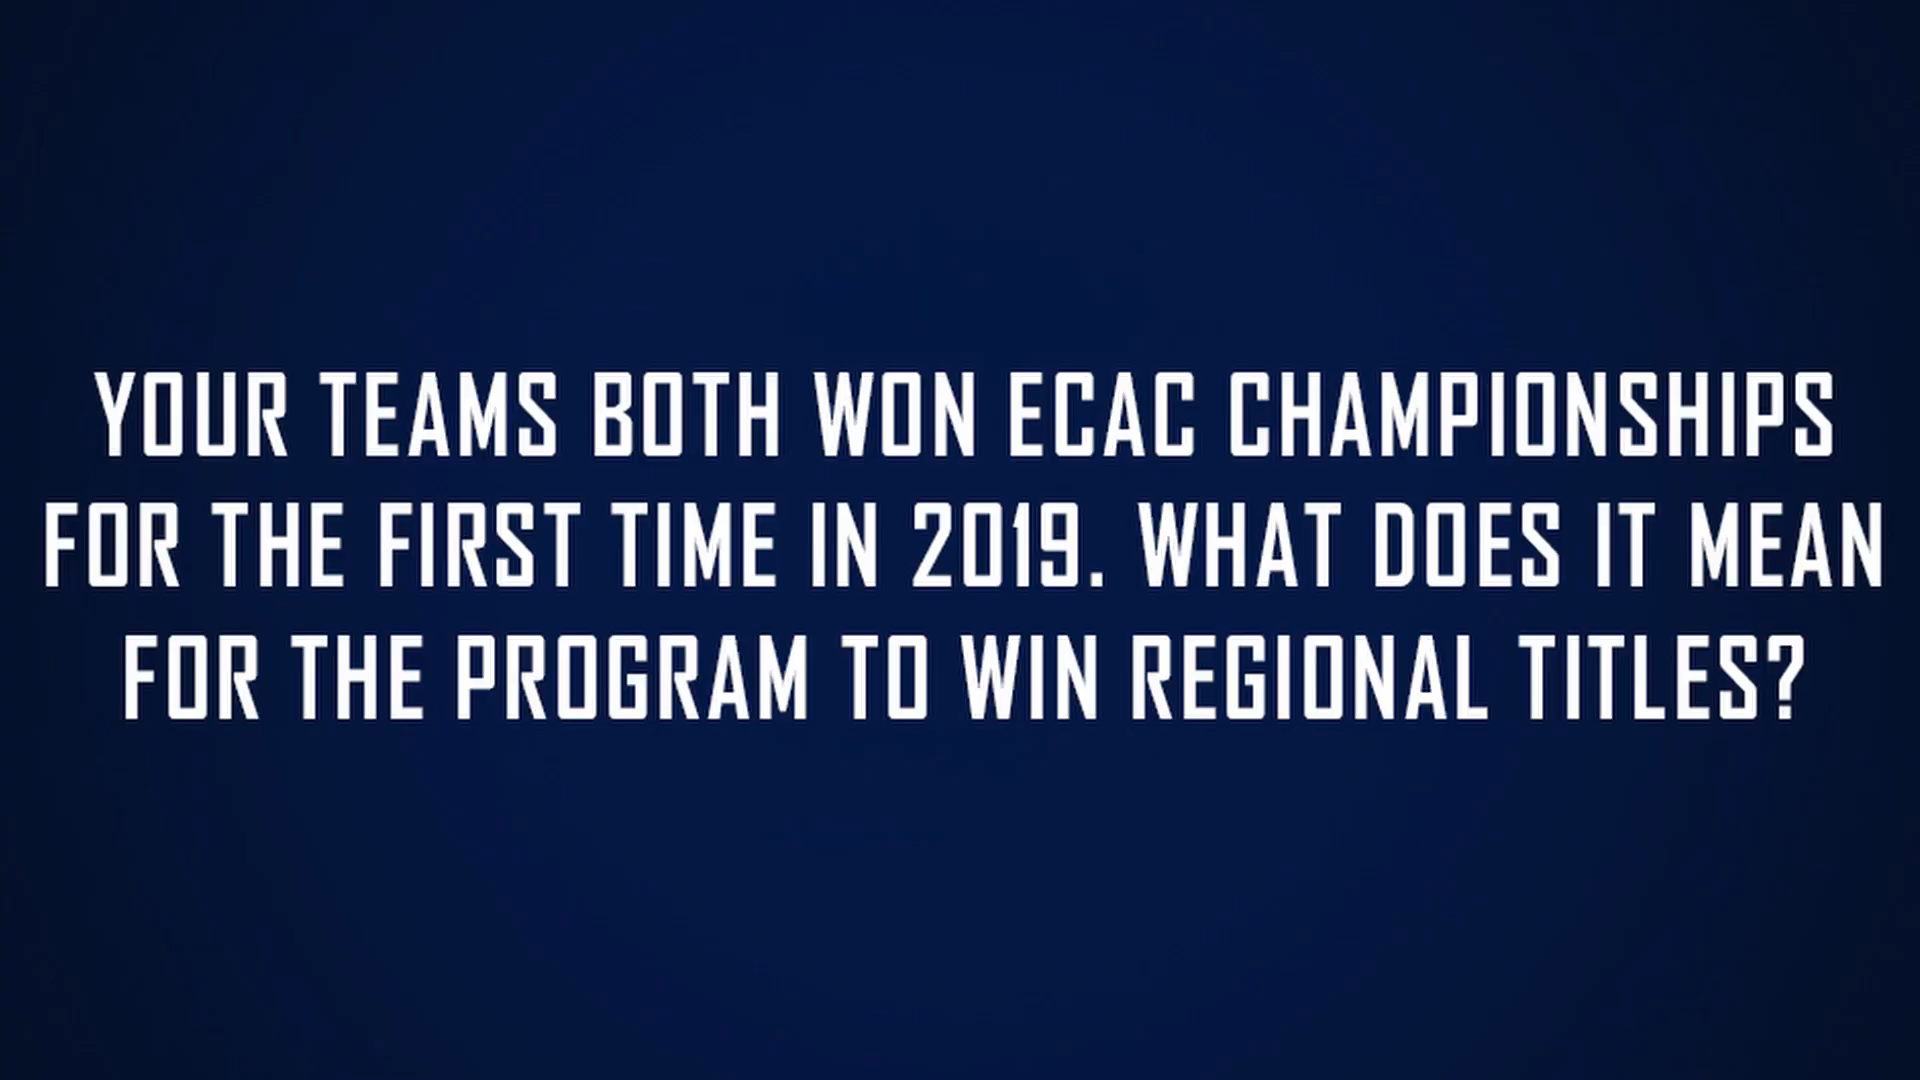 YOUR TEAMS BOTH WON ECAC CHAMPIONSHIPS
FOR THE FIRST TIME IN 2019. WHAT DOES IT MEAN
FOR THE PROGRAM TO WIN REGIONAL TITLES?